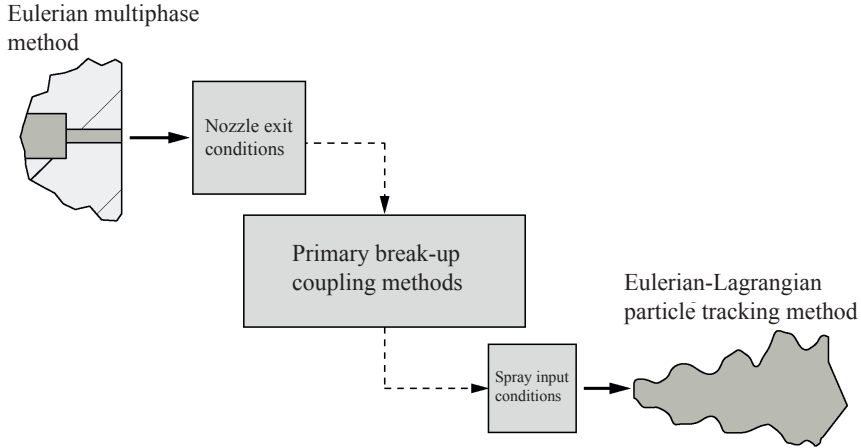 Eulerian multiphase
method
Nozzle exit
conditions
Primary break-up
coupling methods
Eulerian-Lagrangian
particle tracking method
Spray input
conditions